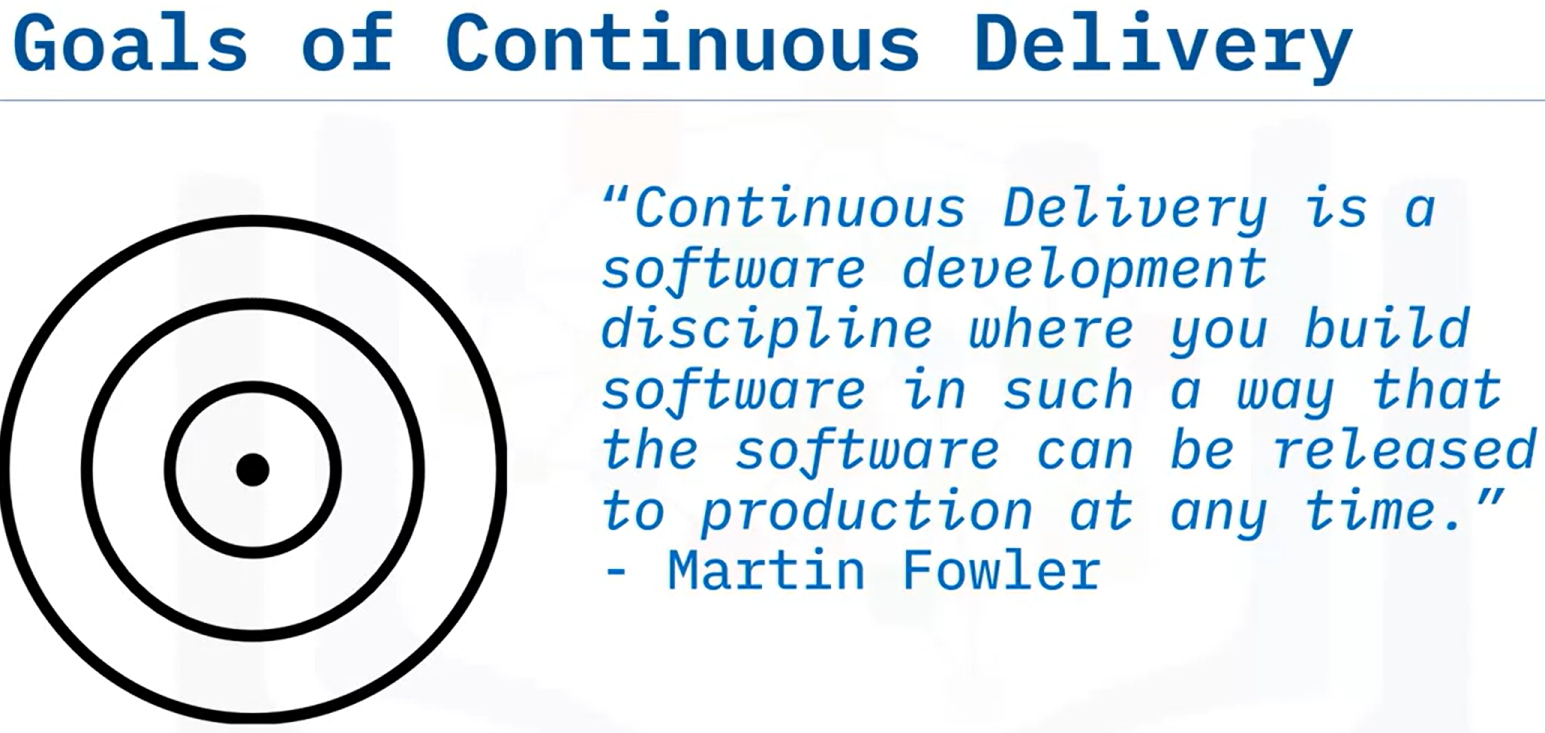 Goals of Continuous Delivery
“Continuous Delivery is a
software development
discipline where you build
software in such a way that
the software can be released
to production at any time.”
- Martin Fowler